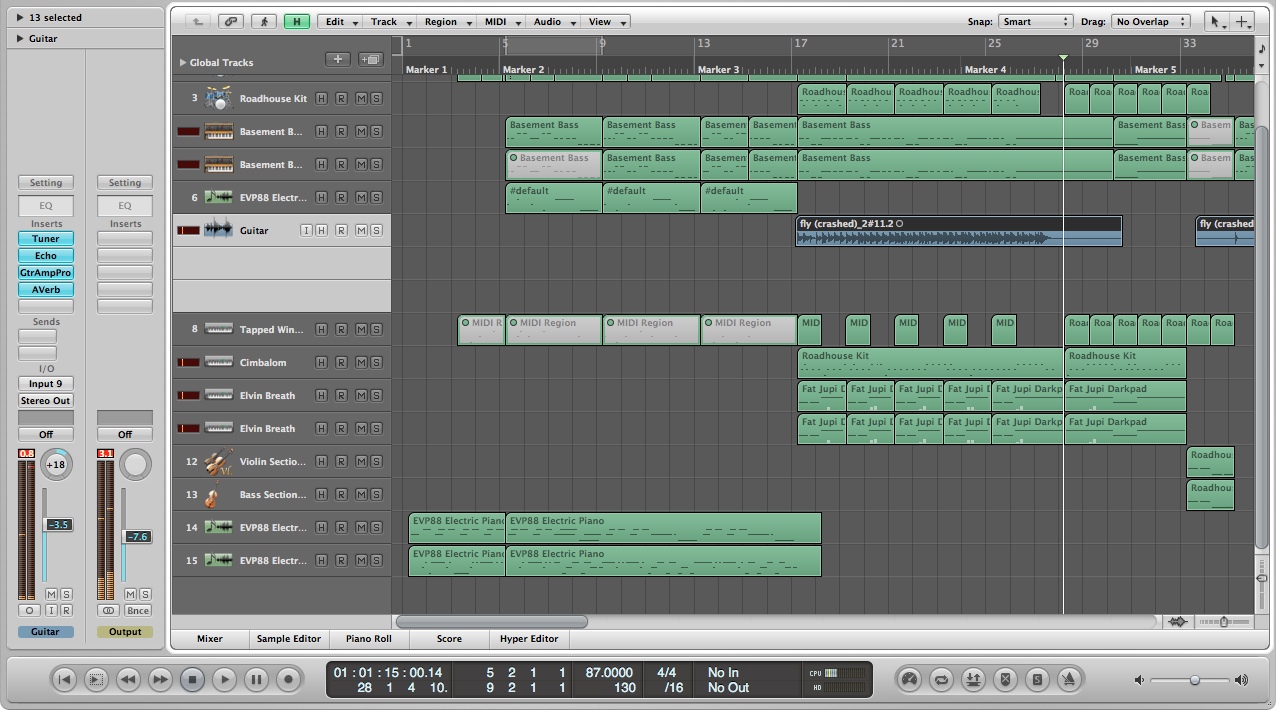 13 selected
Guitar
H Edit Track Region MIDI Audio View Snap: Smart Drag: No Overlap
Global Tracks
1 5 9 13 17 21 25 29 33
Marker 1 Marker 2 Marker 3 Marker 4 Marker 5
3 Roadhouse Kit H R M S Roadhou Roadhou Roadhou Roadhou Roadhous Roa Roa Roa Roa Roa Roa
Basement B... H R M S Basement Bass Basement Bass Basement Basement Basement Bass Basement Bass Basem Bas
Basement B... H R M S Basement Bass Basement Bass Basement Basement Basement Bass Basement Bass Basem Bas
6 EVP88 Electr... H R M S #default #default #default
Guitar I H R M S fly (crashed)_2#11.2 fly (crashed
8 Tapped Win... H R M S MIDI R MIDI Region MIDI Region MIDI Region MID MID MID MID MID Roa Roa Roa Roa Roa Roa Roa
Cimbalom H R M S Roadhouse Kit Roadhouse Kit
Elvin Breath H R M S Fat Jupi D Fat Jupi D Fat Jupi D Fat Jupi D Fat Jupi Darkp Fat Jupi Darkpad
Elvin Breath H R M S Fat Jupi D Fat Jupi D Fat Jupi D Fat Jupi D Fat Jupi Darkp Fat Jupi Darkpad
12 Violin Sectio... H R M S Roadhou
13 Bass Section... H R M S Roadhou
14 EVP88 Electr... H R M S EVP88 Electric Piano EVP88 Electric Piano
15 EVP88 Electr... H R M S EVP88 Electric Piano EVP88 Electric Piano
Setting Setting
EQ EQ
Inserts Inserts
Tuner
Echo
GtrAmpPro
AVerb
Sends
I/O
Input 9
Stereo Out
Off Off
0.8 3.1
+18
-3.5
-7.6
M S M S
I R Bnce
Guitar Output
Mixer Sample Editor Piano Roll Score Hyper Editor
01 : 01 : 15 : 00.14 5 2 1 1 87.0000 4/4 No In CPU
28 1 4 10. 9 2 1 1 130 /16 No Out HD